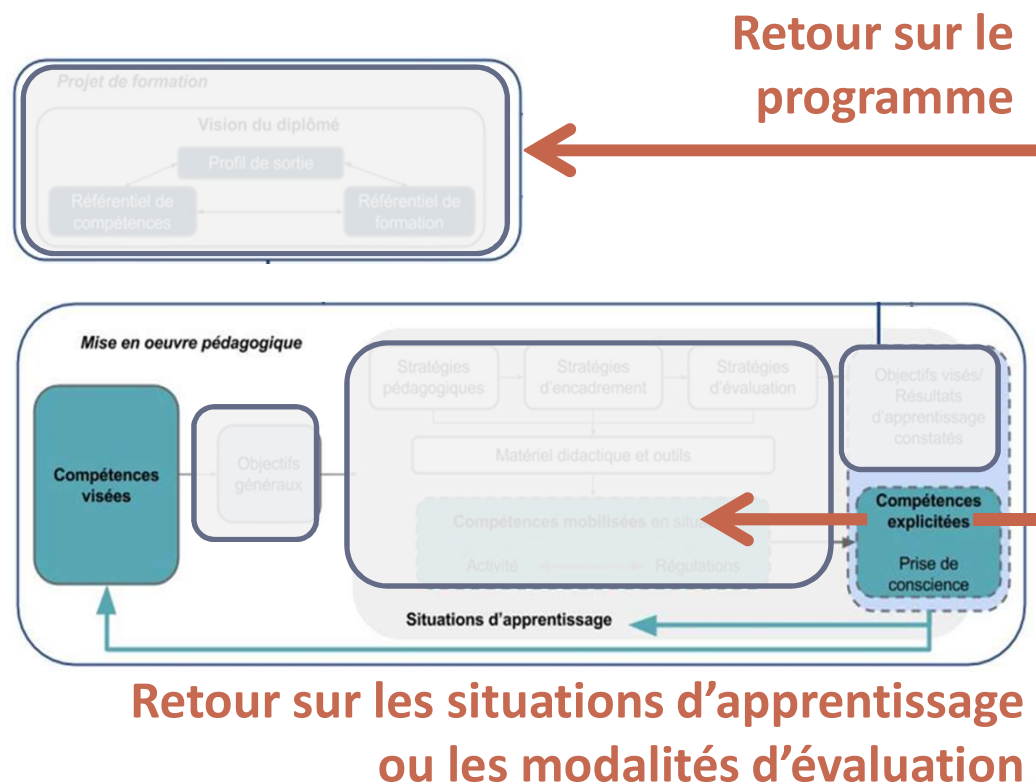 Retour sur le
programme
Projet de formation
Vision du diplômé
Profil de sortie
Référentiel de
compétences
Référentiel de
formation
Mise en oeuvre pédagogique
Compétences
visées
Objectifs
généraux
Stratégies
pédagogiques
Stratégies
d'encadrement
Stratégies
d'évaluation
Matériel didactique et outils
Compétences mobilisées en situ
Activité
Régulations
Objectifs visés/
Résultats
d'apprentissage
constatés
Compétences
explicitées
Prise de
conscience
Situations d'apprentissage
Retour sur les situations d'apprentissage
ou les modalités d'évaluation